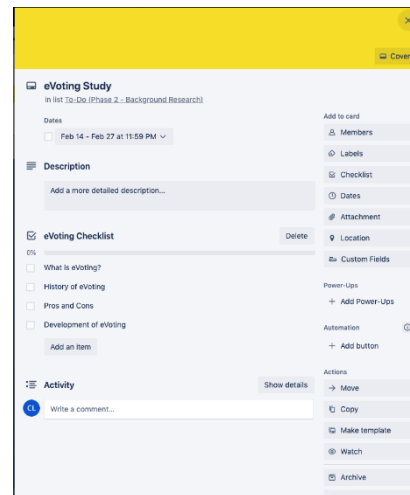 Cover
eVoting Study
in list To-Do (Phase 2 - Background Research)
Dates
Feb 14 - Feb 27 at 11:59 PM
Description
Add a more detailed description...
eVoting Checklist
Delete
0%
What is eVoting?
History of eVoting
Pros and Cons
Development of eVoting
Add an item
Activity
Show details
CL
Write a comment...
Add to card
Members
Labels
Checklist
Dates
Attachment
Location
Custom Fields
Power-Ups
+ Add Power-Ups
Automation
+ Add button
Actions
Move
Copy
Make template
Watch
Archive